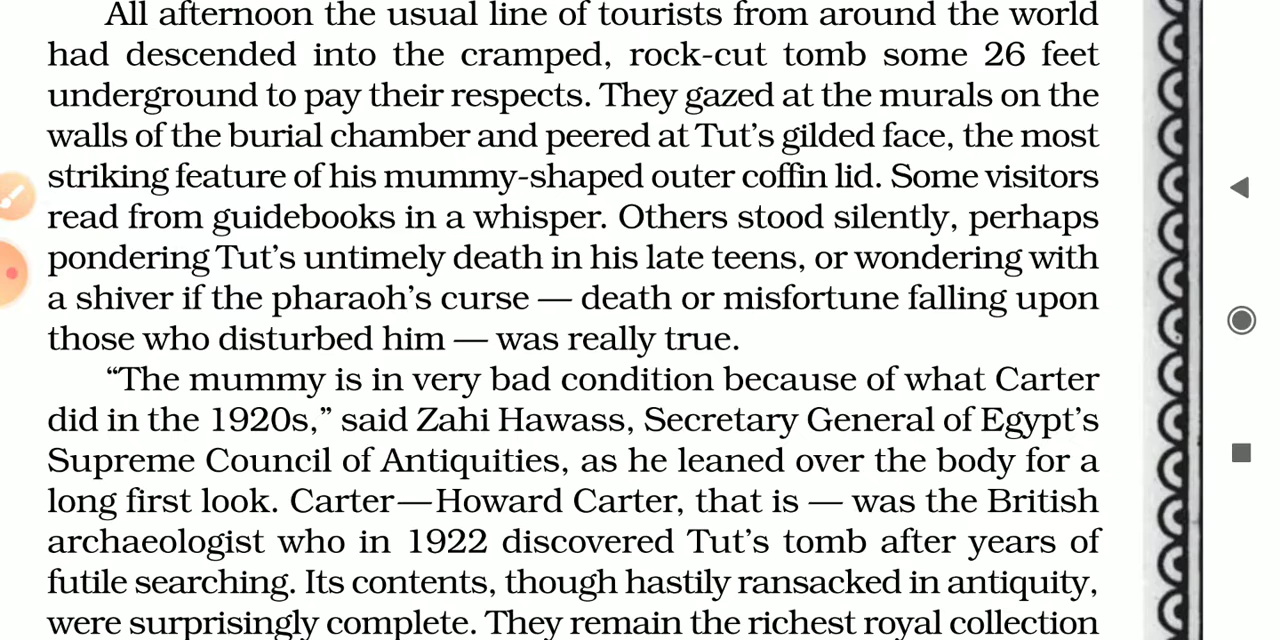 All afternoon the usual line of tourists from around the world
had descended into the cramped, rock-cut tomb some 26 feet
underground to pay their respects. They gazed at the murals on the
walls of the burial chamber and peered at Tut’s gilded face, the most
striking feature of his mummy-shaped outer coffin lid. Some visitors
read from guidebooks in a whisper. Others stood silently, perhaps
pondering Tut’s untimely death in his late teens, or wondering with
a shiver if the pharaoh’s curse — death or misfortune falling upon
those who disturbed him — was really true.
“The mummy is in very bad condition because of what Carter
did in the 1920s,” said Zahi Hawass, Secretary General of Egypt’s
Supreme Council of Antiquities, as he leaned over the body for a
long first look. Carter—Howard Carter, that is — was the British
archaeologist who in 1922 discovered Tut’s tomb after years of
futile searching. Its contents, though hastily ransacked in antiquity,
were surprisingly complete. They remain the richest royal collection